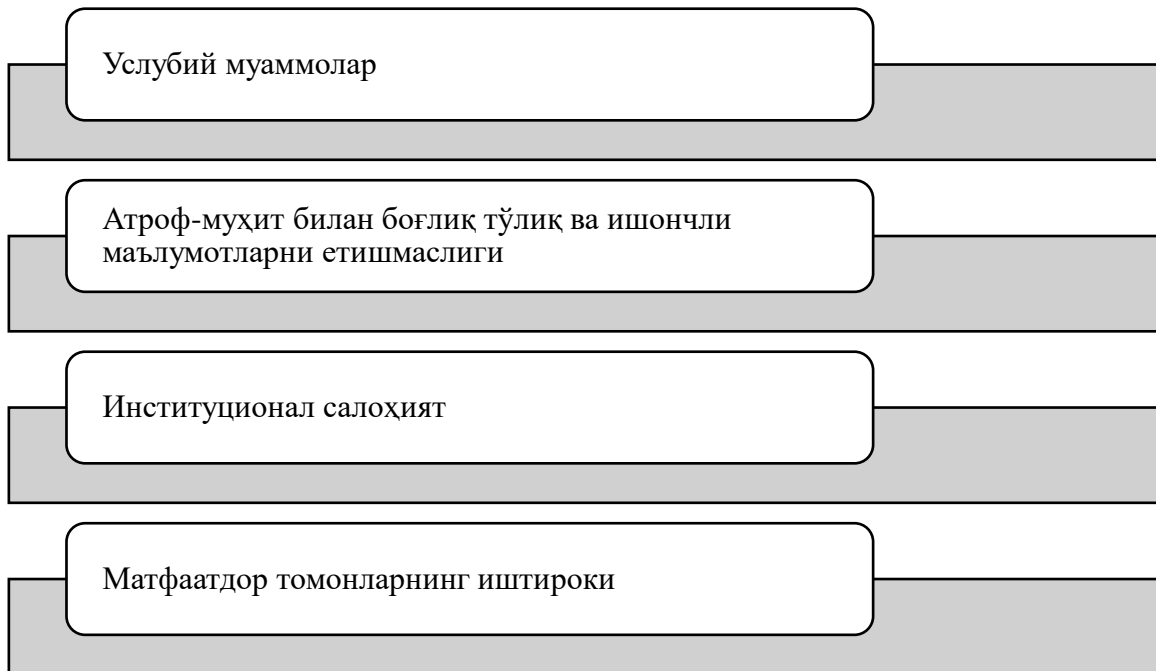 Услубий муаммолар
Атроф-муҳит билан боғлиқ тўлиқ ва ишончли
маълумотларни етишмаслиги
Институционал салоҳият
Матфаатдор томонларнинг иштироки